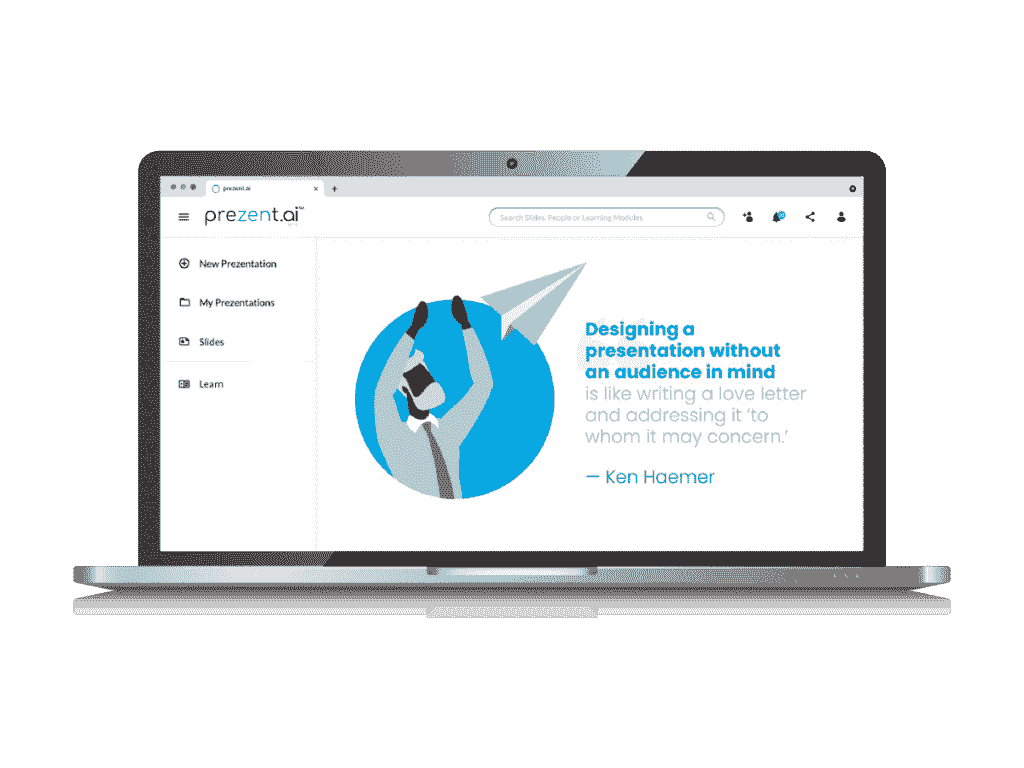 prezent.ai
prezent.ai
Search Slides, People or Learning Modules
New Prezentation
My Prezentations
Slides
Learn
Designing a
presentation without
an audience in mind
is like writing a love letter
and addressing it ‘to
whom it may concern.’
— Ken Haemer